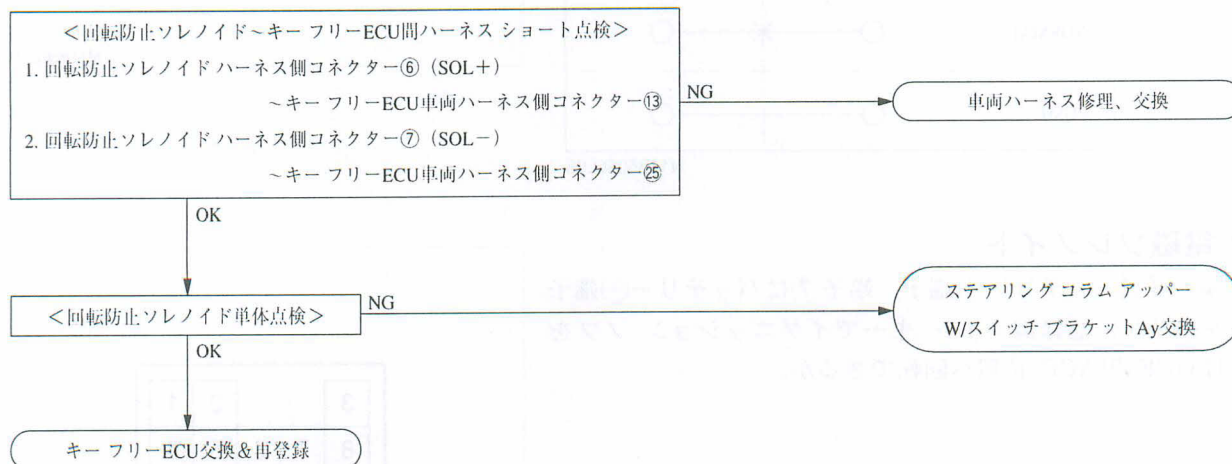 ＜回転防止ソレノイド～キー フリーECU間ハーネス ショート点検＞
1. 回転防止ソレノイド ハーネス側コネクター⑥（SOL＋）
～キー フリーECU車両ハーネス側コネクター⑬
2. 回転防止ソレノイド ハーネス側コネクター⑦（SOL－）
～キー フリーECU車両ハーネス側コネクター㉕
NG
車両ハーネス修理、交換
OK
＜回転防止ソレノイド単体点検＞
NG
ステアリング コラム アッパー
W/スイッチ ブラケットAy交換
OK
キー フリーECU交換＆再登録